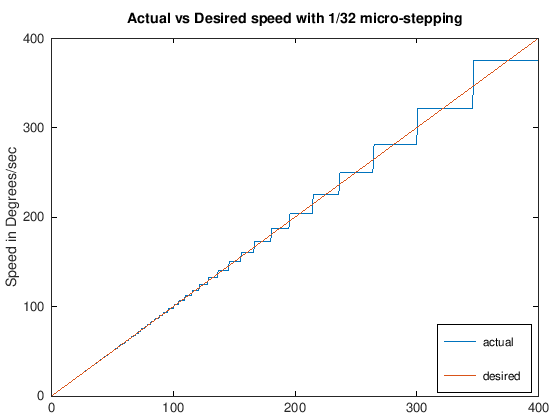 Actual vs Desired speed with 1/32 micro-stepping
400
300
200
100
0
Speed in Degrees/sec
0 100 200 300 400
actual
desired